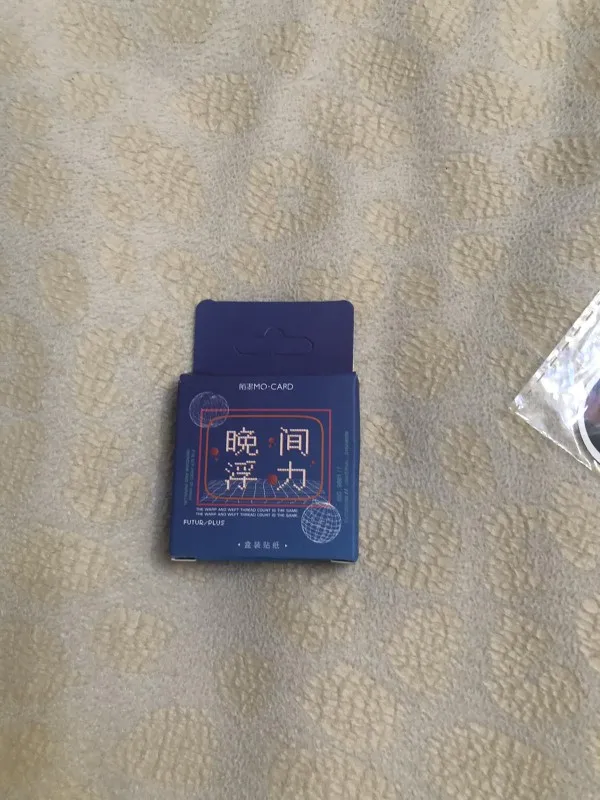 陌默MO·CARD
晚间
浮力
THE WARP AND WEFT THREAD COUNT IS THE SAME
THE WARP AND WEFT THREAD COUNT IS THE SAME
FUTUR/PLUS
·盒装贴纸·